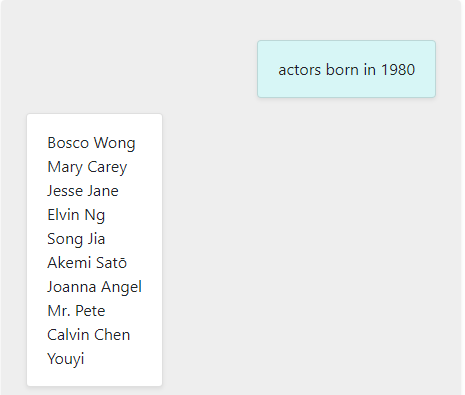 actors born in 1980
Bosco Wong
Mary Carey
Jesse Jane
Elvin Ng
Song Jia
Akemi Satō
Joanna Angel
Mr. Pete
Calvin Chen
Youyi